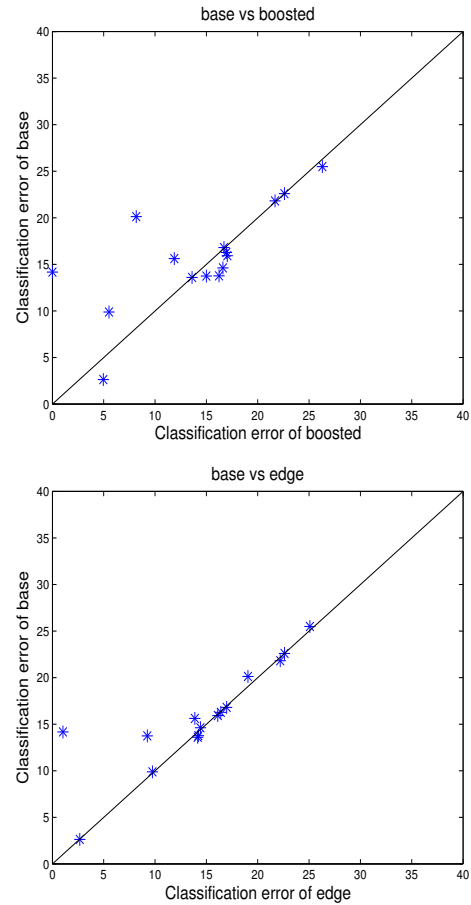 base vs boosted
40
35
30
25
20
15
10
5
0
Classification error of base
0 5 10 15 20 25 30 35 40
Classification error of boosted
base vs edge
40
35
30
25
20
15
10
5
0
Classification error of base
0 5 10 15 20 25 30 35 40
Classification error of edge